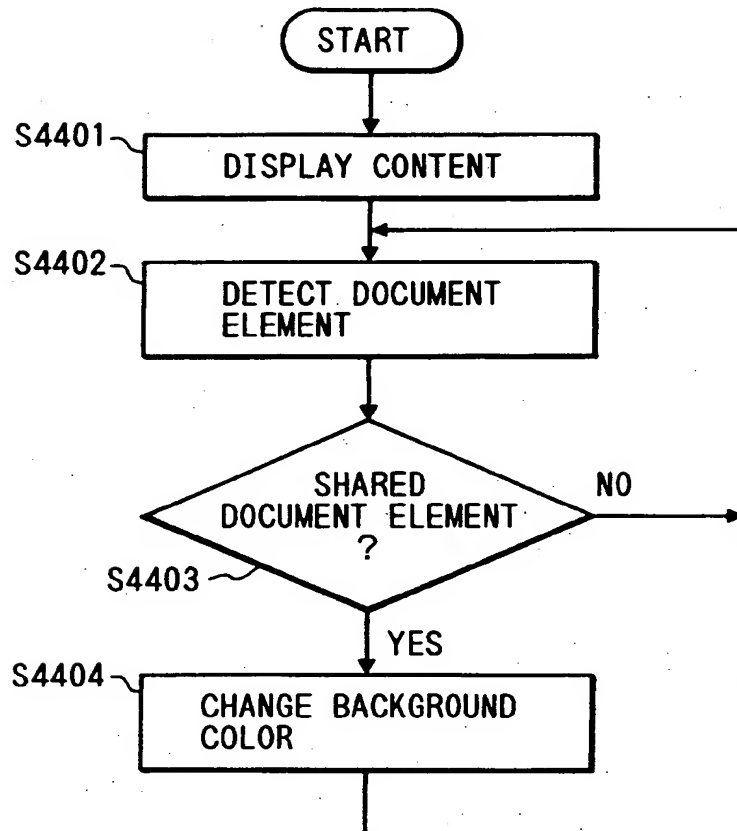 START
S4401
DISPLAY CONTENT
S4402
DETECT DOCUMENT
ELEMENT
SHARED
DOCUMENT ELEMENT
?
NO
S4403
YES
S4404
CHANGE BACKGROUND
COLOR